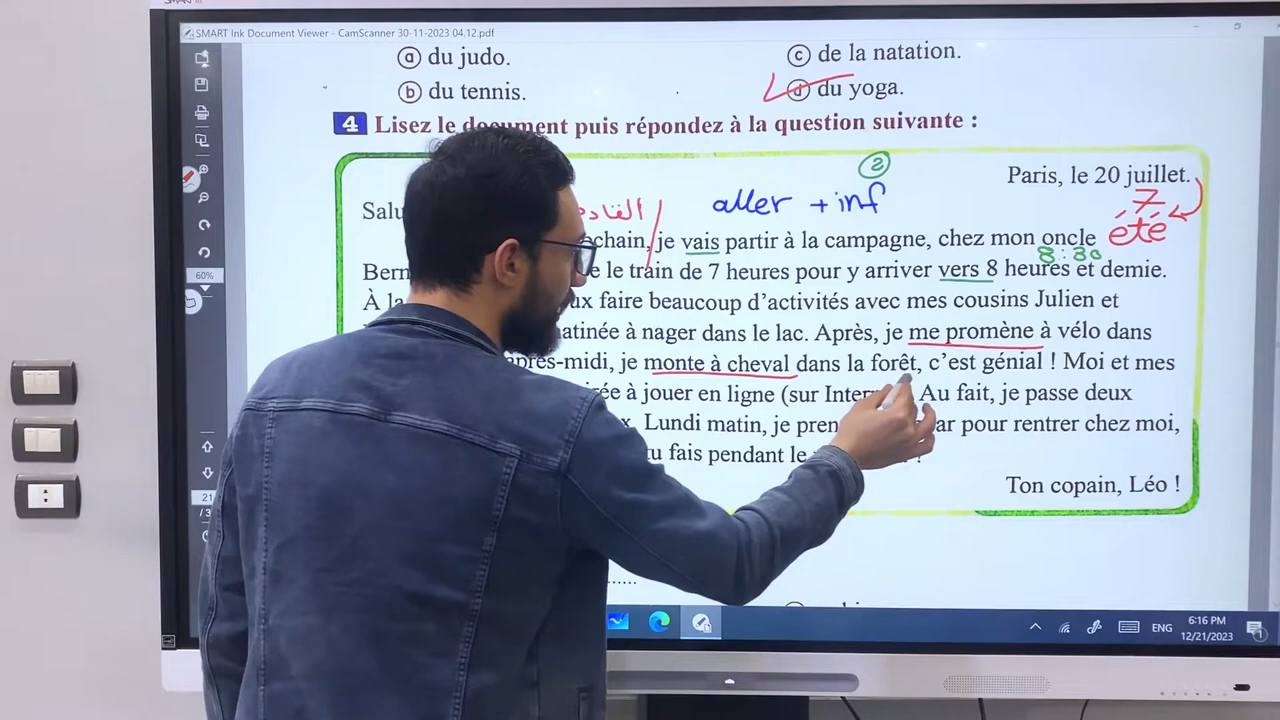 SMART Ink Document Viewer - CamScanner 30-11-2023 04.12.pdf
ⓐ du judo.
ⓒ de la natation.
ⓑ du tennis.
ⓓ du yoga.
4 Lisez le document puis répondez à la question suivante :
②
Paris, le 20 juillet.
7
Salu
القادم
aller + inf
été
chain, je vais partir à la campagne, chez mon oncle
8:30
Bern
le train de 7 heures pour y arriver vers 8 heures et demie.
À la
ux faire beaucoup d'activités avec mes cousins Julien et
atinée à nager dans le lac. Après, je me promène à vélo dans
près-midi, je monte à cheval dans la forêt, c'est génial ! Moi et mes
rée à jouer en ligne (sur Inter
Au fait, je passe deux
x. Lundi matin, je pren
ar pour rentrer chez moi,
u fais pendant le
?
Ton copain, Léo !
60%
21
/ 3
ENG
6:16 PM
12/21/2023